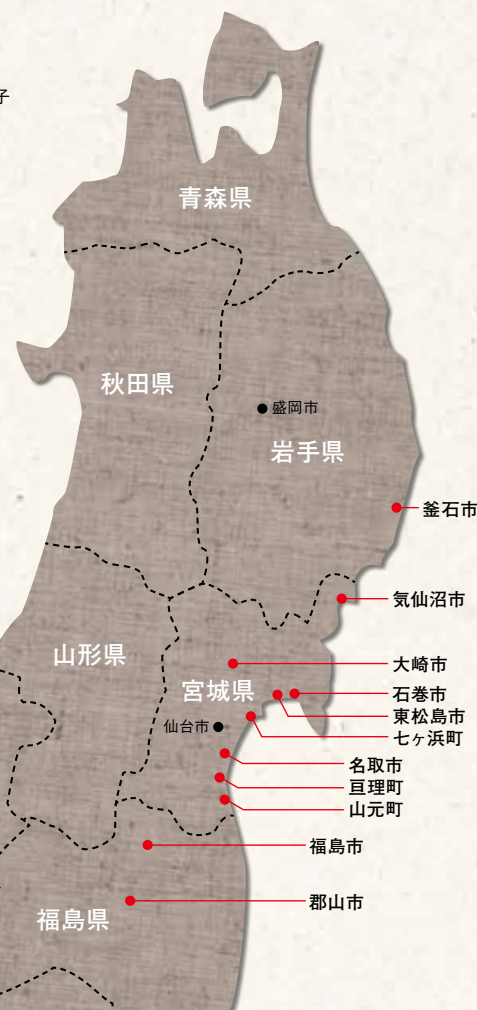 子
青森県
秋田県
盛岡市
岩手県
釜石市
気仙沼市
山形県
大崎市
宮城県
石巻市
東松島市
仙台市
七ヶ浜町
名取市
亘理町
山元町
福島市
郡山市
福島県